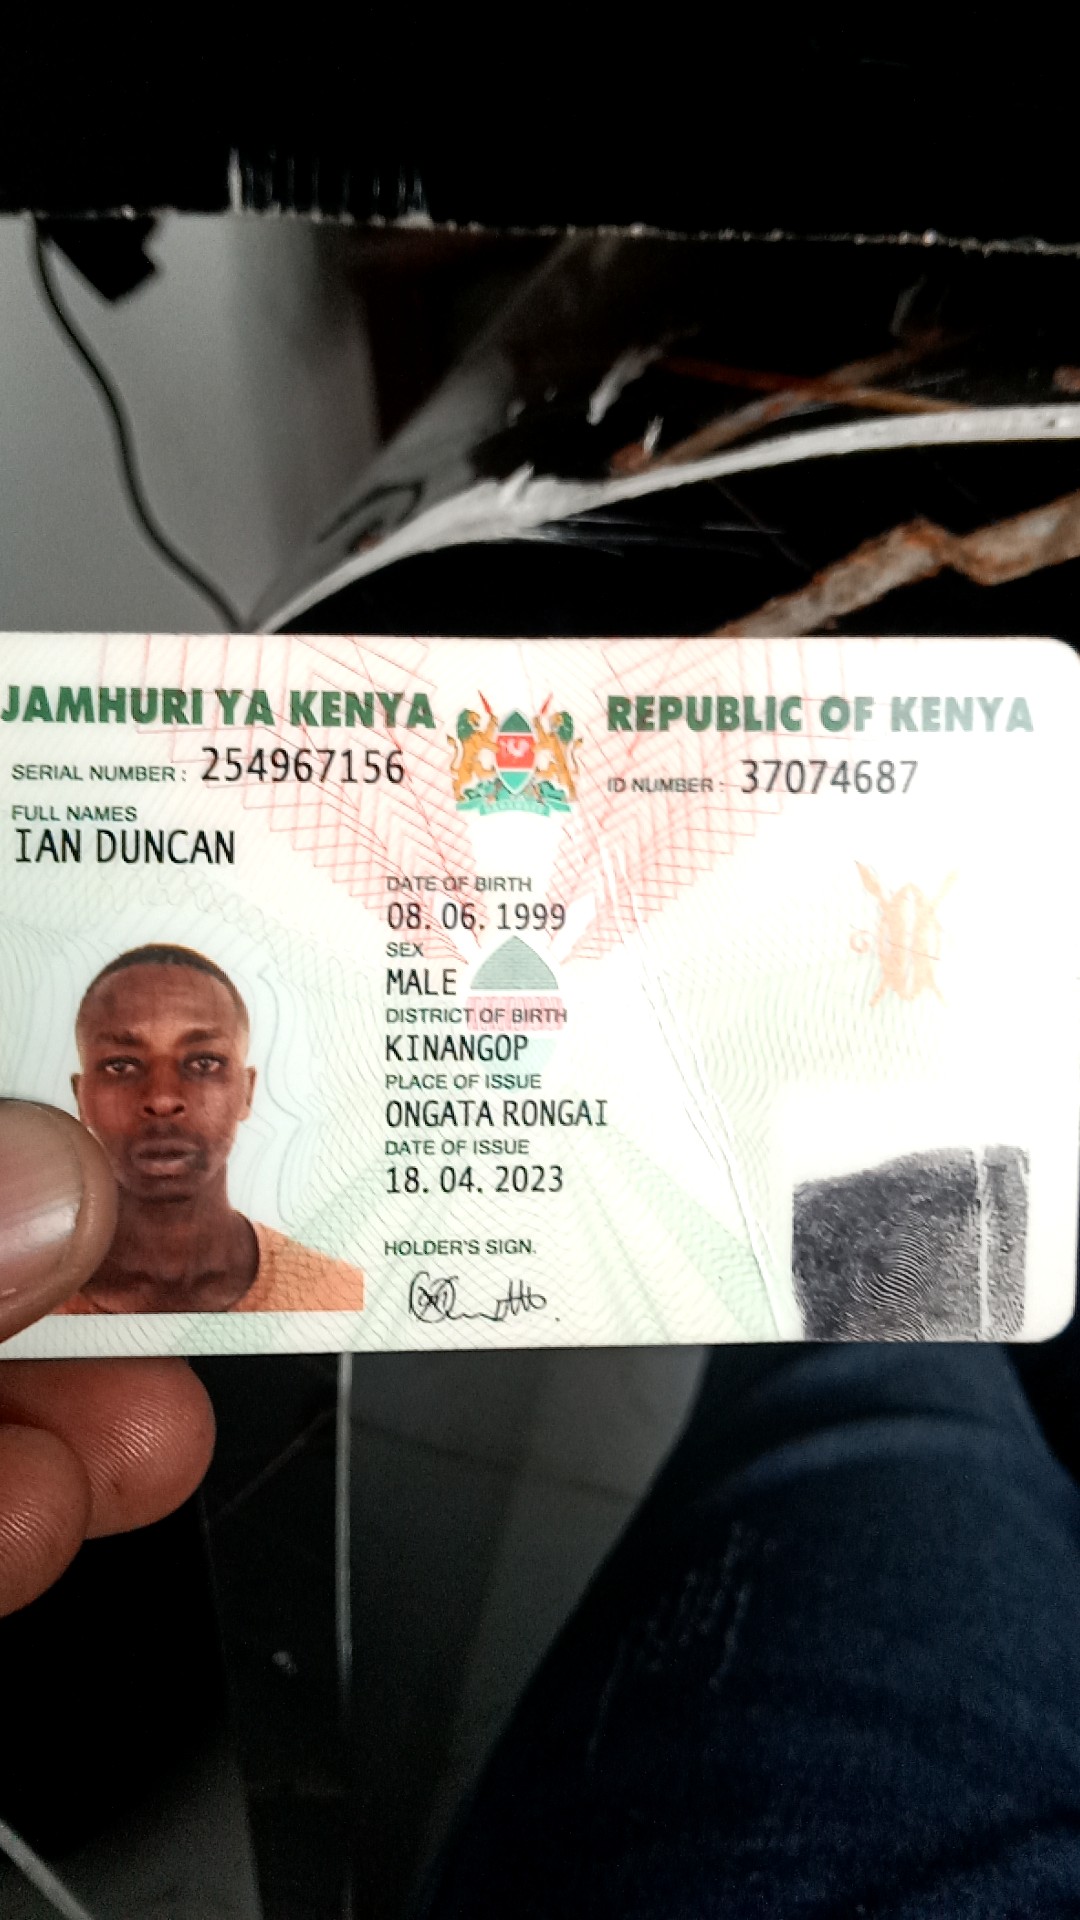 JAMHURI YA KENYA
REPUBLIC OF KENYA
SERIAL NUMBER : 254967156
ID NUMBER : 37074687
FULL NAMES
IAN DUNCAN
DATE OF BIRTH
08. 06. 1999
SEX
MALE
DISTRICT OF BIRTH
KINANGOP
PLACE OF ISSUE
ONGATA RONGAI
DATE OF ISSUE
18. 04. 2023
HOLDER'S SIGN.